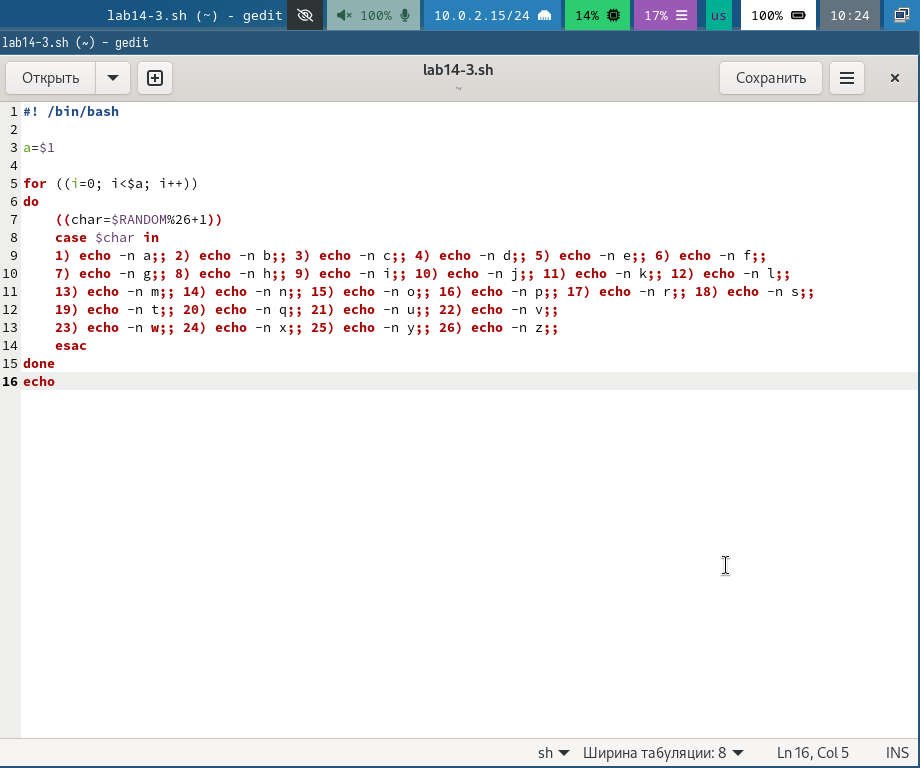 lab14-3.sh (~) - gedit 100% 10.0.2.15/24 14% 17% us 100% 10:24
lab14-3.sh (~) - gedit
Открыть lab14-3.sh Сохранить
~
1 #! /bin/bash
2
3 a=$1
4
5 for ((i=0; i<$a; i++))
6 do
7     ((char=$RANDOM%26+1))
8     case $char in
9     1) echo -n a;; 2) echo -n b;; 3) echo -n c;; 4) echo -n d;; 5) echo -n e;; 6) echo -n f;;
10     7) echo -n g;; 8) echo -n h;; 9) echo -n i;; 10) echo -n j;; 11) echo -n k;; 12) echo -n l;;
11     13) echo -n m;; 14) echo -n n;; 15) echo -n o;; 16) echo -n p;; 17) echo -n r;; 18) echo -n s;;
12     19) echo -n t;; 20) echo -n q;; 21) echo -n u;; 22) echo -n v;;
13     23) echo -n w;; 24) echo -n x;; 25) echo -n y;; 26) echo -n z;;
14     esac
15 done
16 echo
sh Ширина табуляции: 8 Ln 16, Col 5 INS